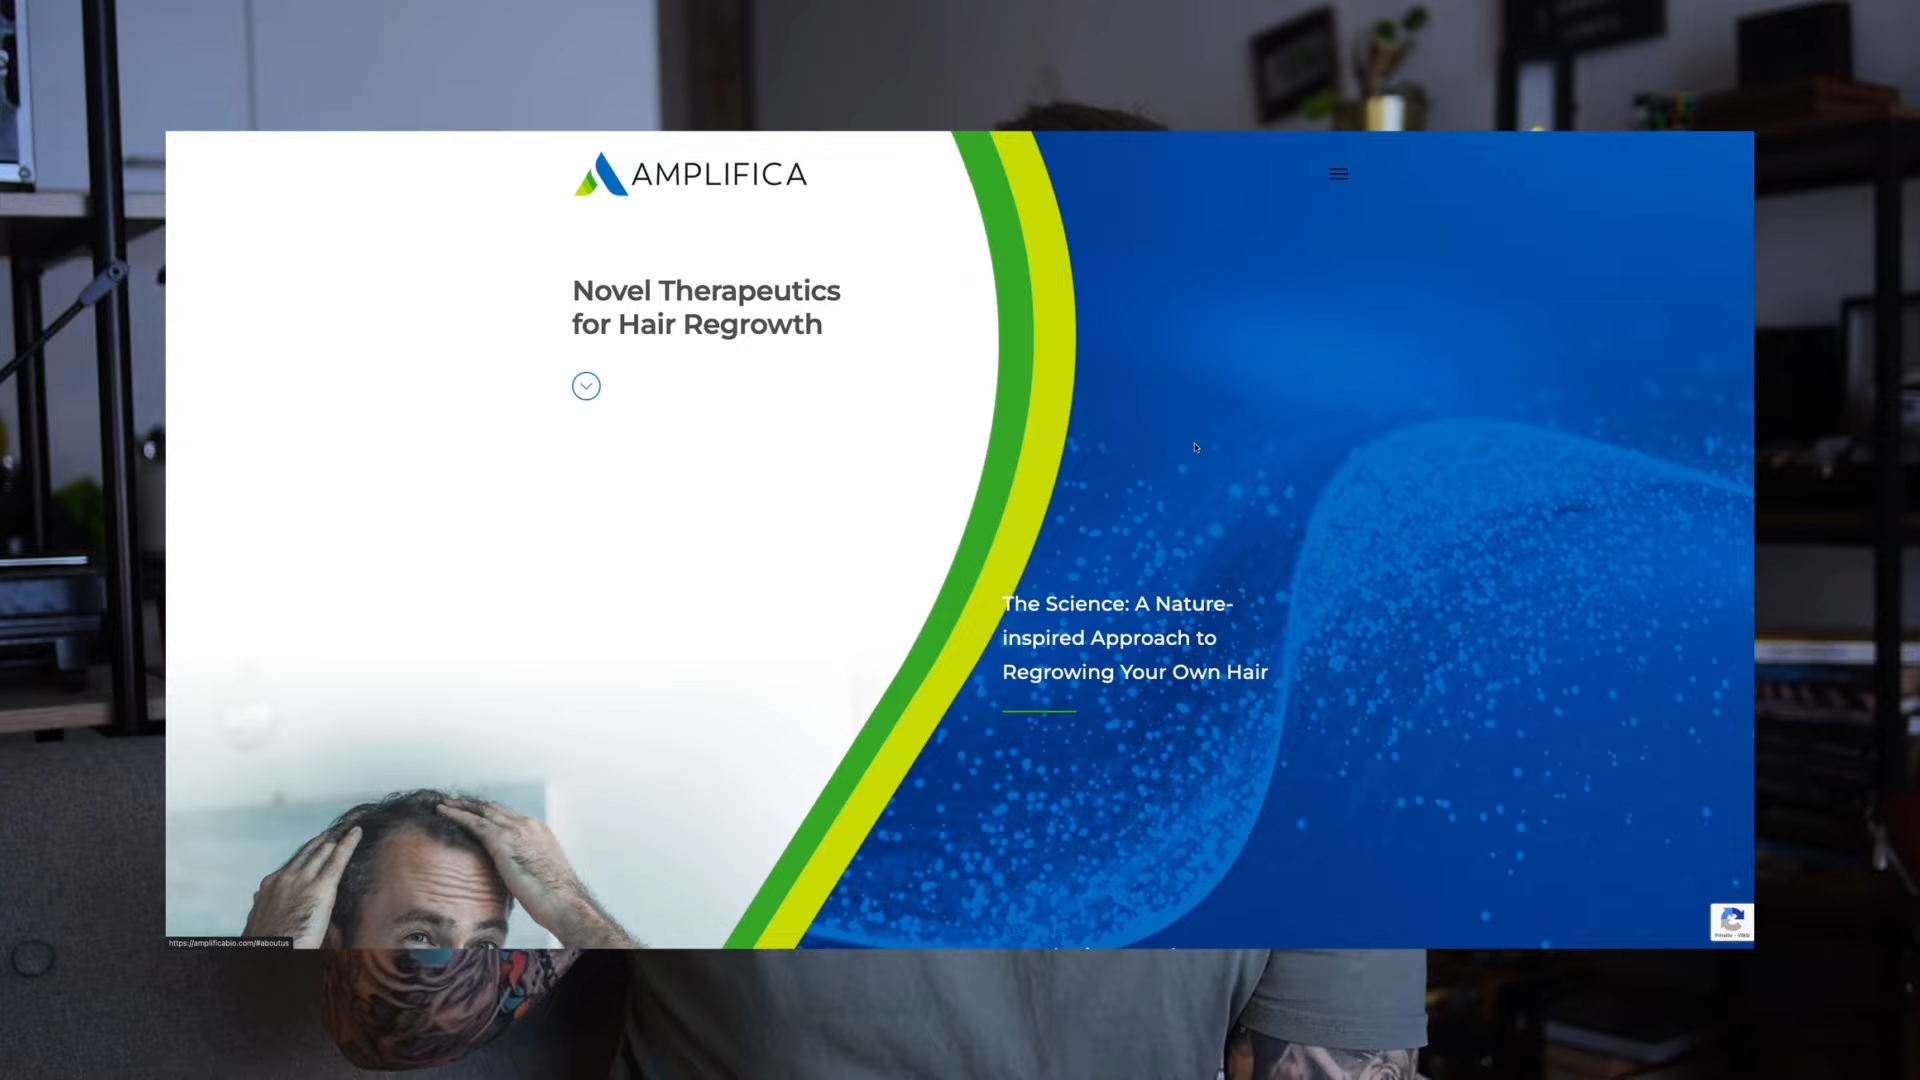 AMPLIFICA
Novel Therapeutics
for Hair Regrowth
The Science: A Nature-
inspired Approach to
Regrowing Your Own Hair
https://amplificabio.com/#aboutus